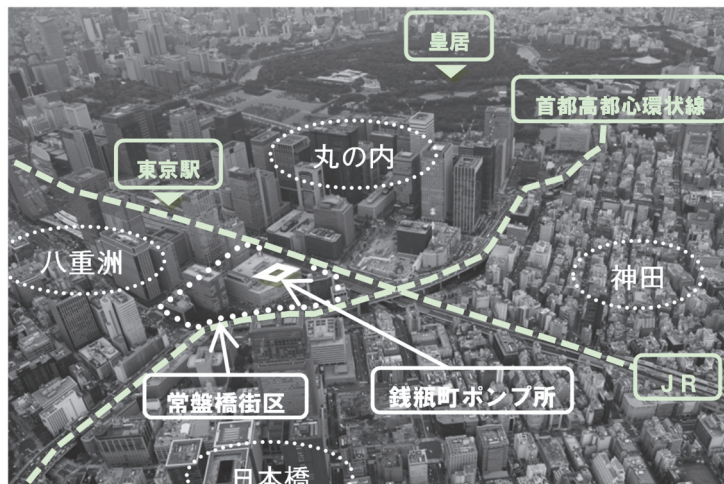 皇居
首都高都心環状線
丸の内
東京駅
八重洲
神田
JR
常盤橋街区
銭瓶町ポンプ所
日本橋